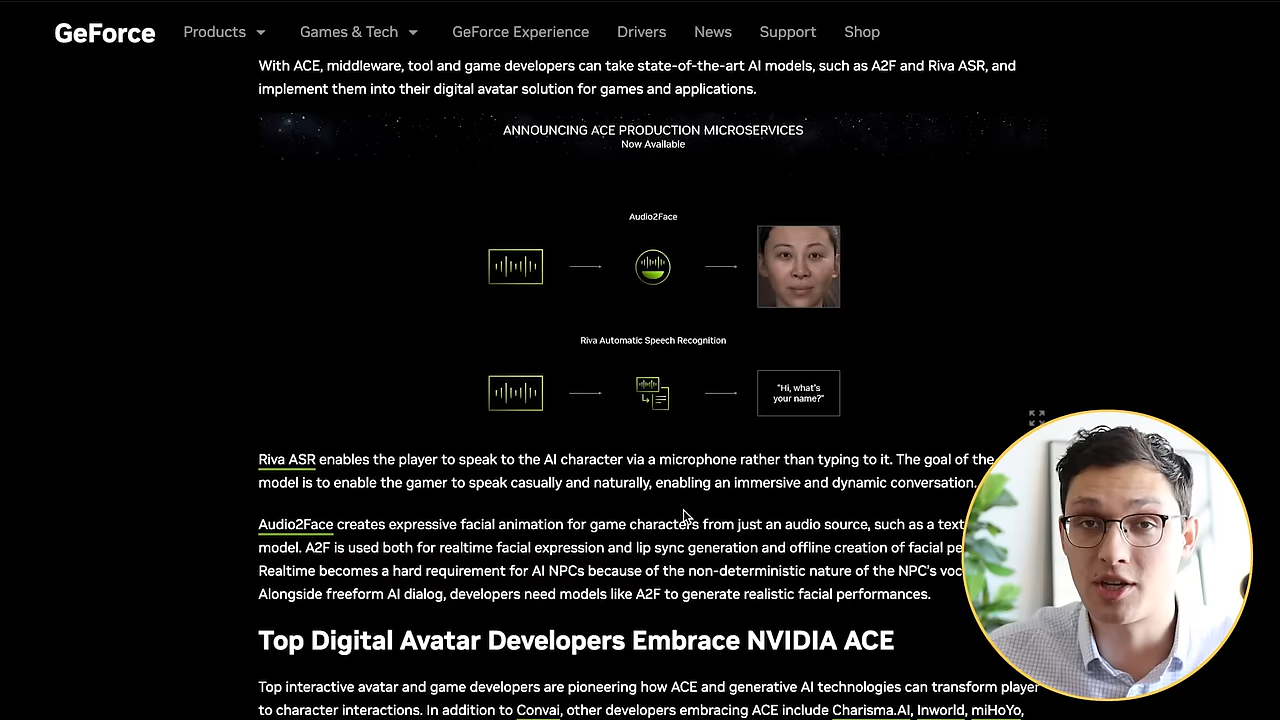 GeForce Products Games & Tech GeForce Experience Drivers News Support Shop
With ACE, middleware, tool and game developers can take state-of-the-art AI models, such as A2F and Riva ASR, and
implement them into their digital avatar solution for games and applications.
ANNOUNCING ACE PRODUCTION MICROSERVICES
Now Available
Audio2Face
Riva Automatic Speech Recognition
"Hi, what's
your name?"
Riva ASR enables the player to speak to the AI character via a microphone rather than typing to it. The goal of the
model is to enable the gamer to speak casually and naturally, enabling an immersive and dynamic conversation.
Audio2Face creates expressive facial animation for game characters from just an audio source, such as a text
model. A2F is used both for realtime facial expression and lip sync generation and offline creation of facial
Realtime becomes a hard requirement for AI NPCs because of the non-deterministic nature of the NPC's
Alongside freeform AI dialog, developers need models like A2F to generate realistic facial performances.
Top Digital Avatar Developers Embrace NVIDIA ACE
Top interactive avatar and game developers are pioneering how ACE and generative AI technologies can transform player
to character interactions. In addition to Convai, other developers embracing ACE include Charisma.AI, Inworld, miHoYo,